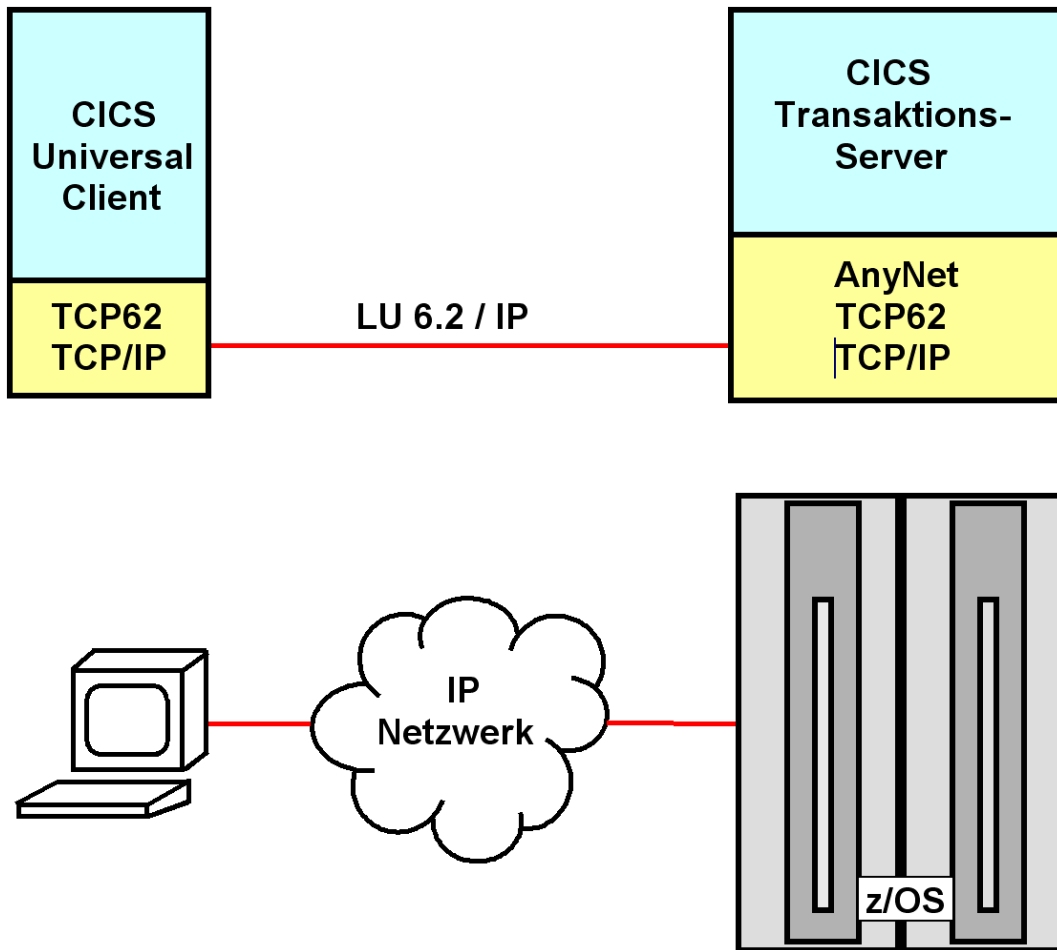 CICS
Universal
Client
TCP62
TCP/IP
LU 6.2 / IP
CICS
Transaktions-
Server
AnyNet
TCP62
TCP/IP
IP
Netzwerk
z/OS